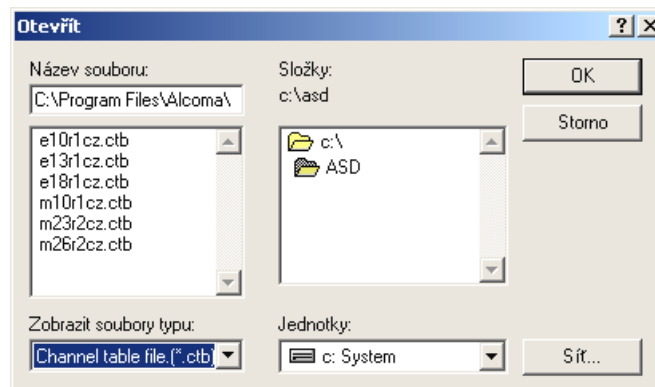 Otevřít
Název souboru:
C:\Program Files\Alcoma\
e10r1cz.ctb
e13r1cz.ctb
e18r1cz.ctb
m10r1cz.ctb
m23r2cz.ctb
m26r2cz.ctb
Zobrazit soubory typu:
Channel table file.(*.ctb)
Složky:
c:\asd
c:\
ASD
Jednotky:
c: System
OK
Storno
Síť...